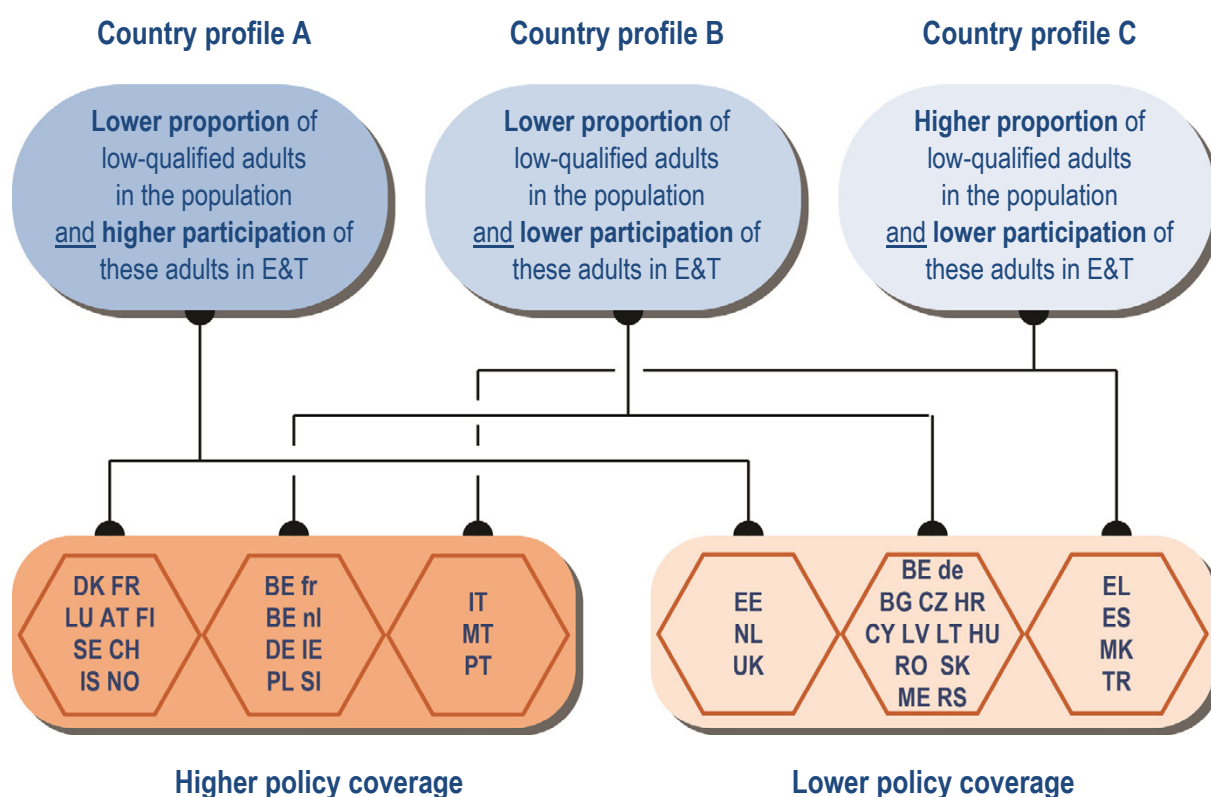 Country profile A
Country profile B
Country profile C
Lower proportion of
low-qualified adults
in the population
and higher participation of
these adults in E&T
Lower proportion of
low-qualified adults
in the population
and lower participation of
these adults in E&T
Higher proportion of
low-qualified adults
in the population
and lower participation of
these adults in E&T
DK FR
LU AT FI
SE CH
IS NO
BE fr
BE nl
DE IE
PL SI
IT
MT
PT
EE
NL
UK
BE de
BG CZ HR
CY LV LT HU
RO SK
ME RS
EL
ES
MK
TR
Higher policy coverage
Lower policy coverage